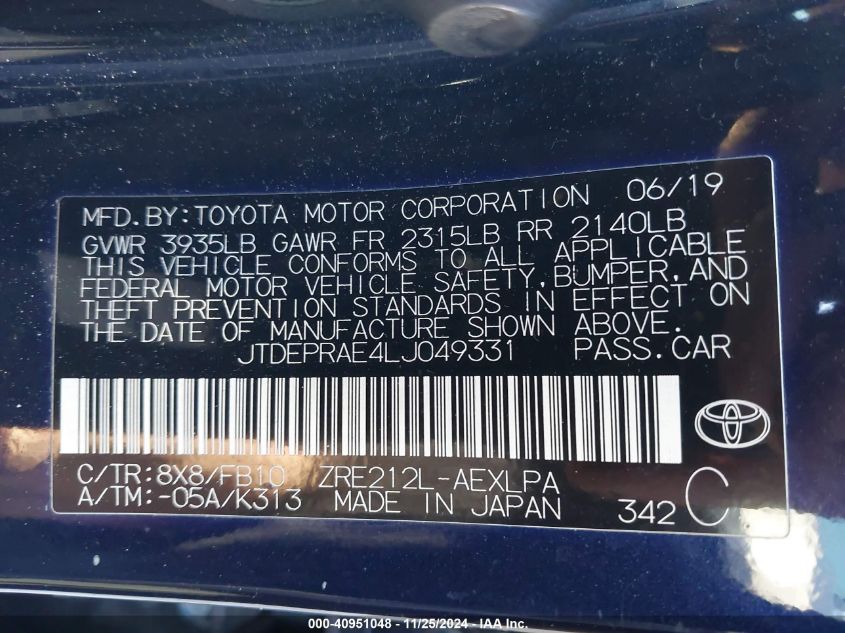 MFD. BY: TOYOTA MOTOR CORPORATION 06/19
GVWR 3935LB GAWR FR 2315LB RR 2140LB
THIS VEHICLE CONFORMS TO ALL APPLICABLE
FEDERAL MOTOR VEHICLE SAFETY, BUMPER, AND
THEFT PREVENTION STANDARDS IN EFFECT ON
THE DATE OF MANUFACTURE SHOWN ABOVE.
JTDEPRAE4LJ049331 PASS. CAR
C/TR: 8X8/FB10 ZRE212L-AEXLPA
A/TM: -05A/K313 MADE IN JAPAN 342 C
000-40951048 - 11/25/2024 - IAA Inc.